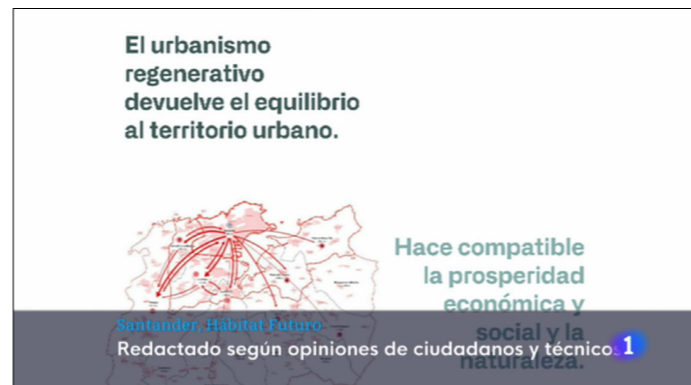 El urbanismo
regenerativo
devuelve el equilibrio
al territorio urbano.
Hace compatible
la prosperidad
económica y
social y la
naturaleza.
Santander, Hábitat Futuro
Redactado según opiniones de ciudadanos y técnicos
1